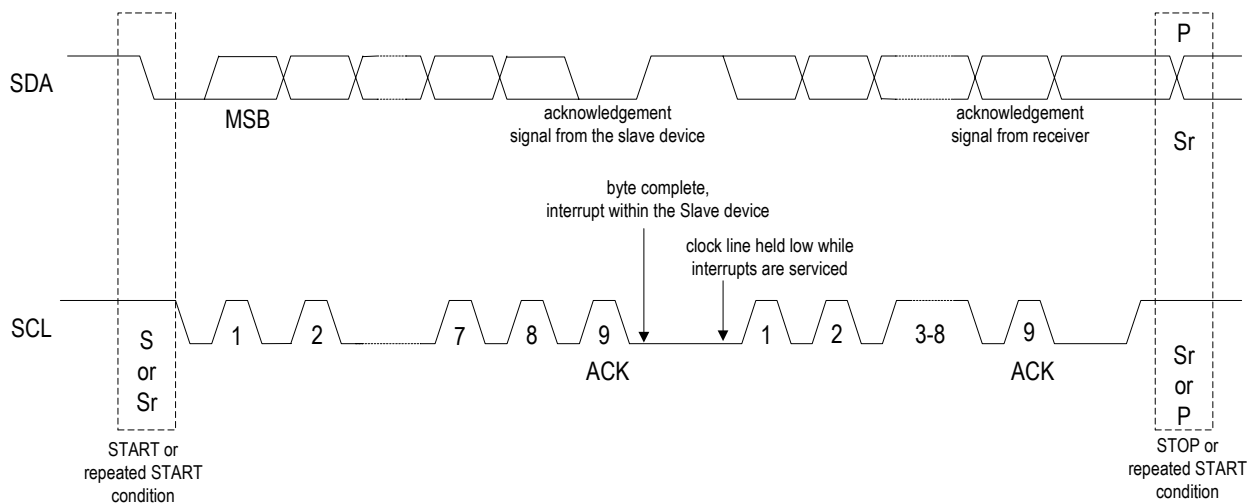 P
SDA
MSB
acknowledgement
signal from the slave device
acknowledgement
signal from receiver
Sr
byte complete,
interrupt within the Slave device
clock line held low while
interrupts are serviced
SCL
S
or
Sr
1
2
7
8
9
ACK
1
2
3-8
9
ACK
Sr
or
P
START or
repeated START
condition
STOP or
repeated START
condition